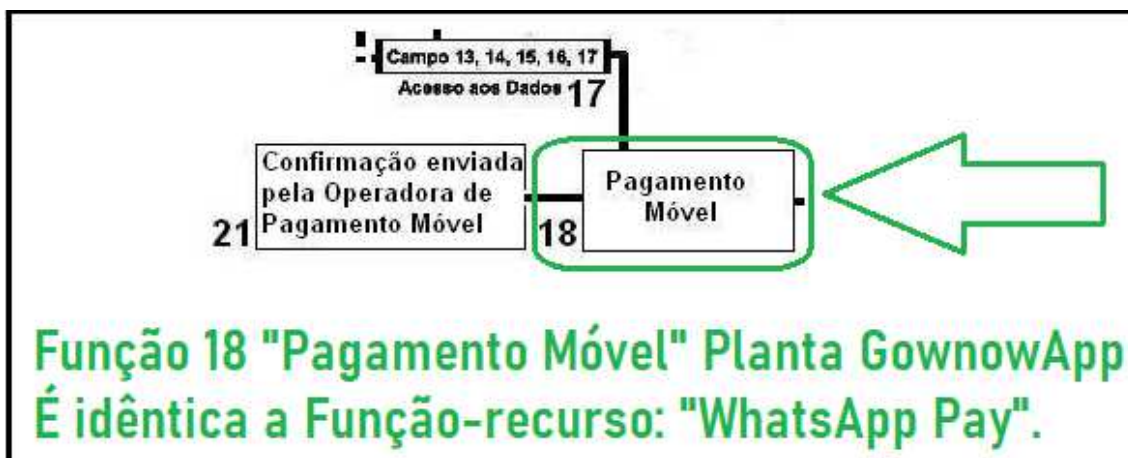 Campo 13, 14, 15, 16, 17
Acesso aos Dados 17
Confirmação enviada
pela Operadora de
Pagamento Móvel
21
Pagamento
Móvel
18
Função 18 "Pagamento Móvel" Planta GownowApp
É idêntica a Função-recurso: "WhatsApp Pay".